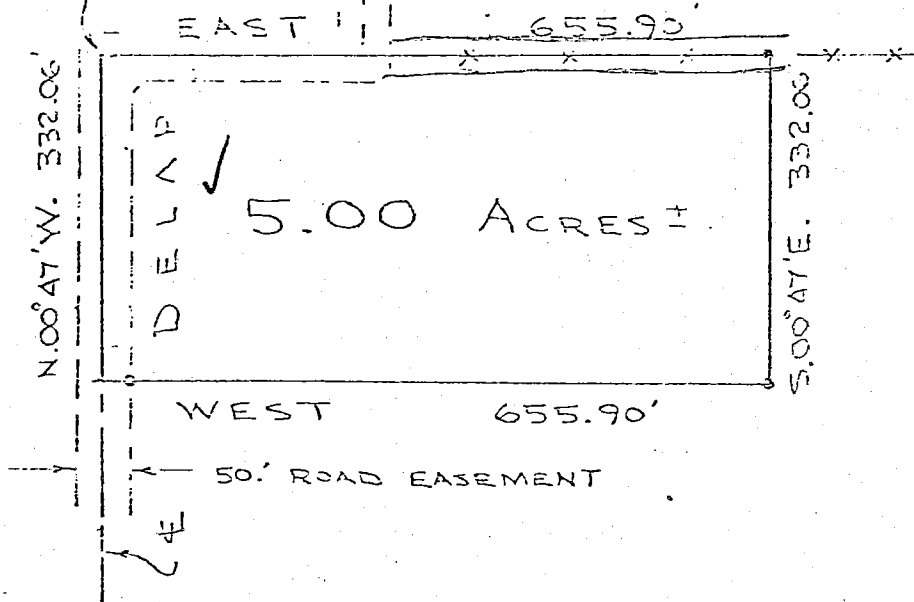 EAST 655.90'
N.00°47'W. 332.06'
DELAP
5.00 ACRES ±
S.00°47'E. 332.06
WEST 655.90'
50.' ROAD EASEMENT